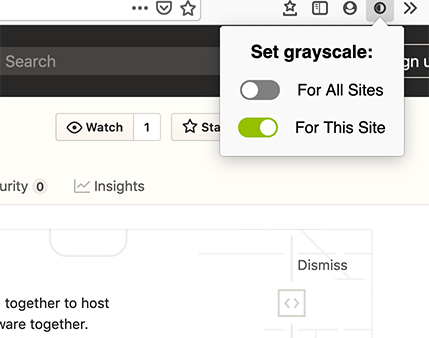 Search
Set grayscale:
For All Sites
For This Site
Watch 1
Sta
urity 0
Insights
Dismiss
together to host
ware together.